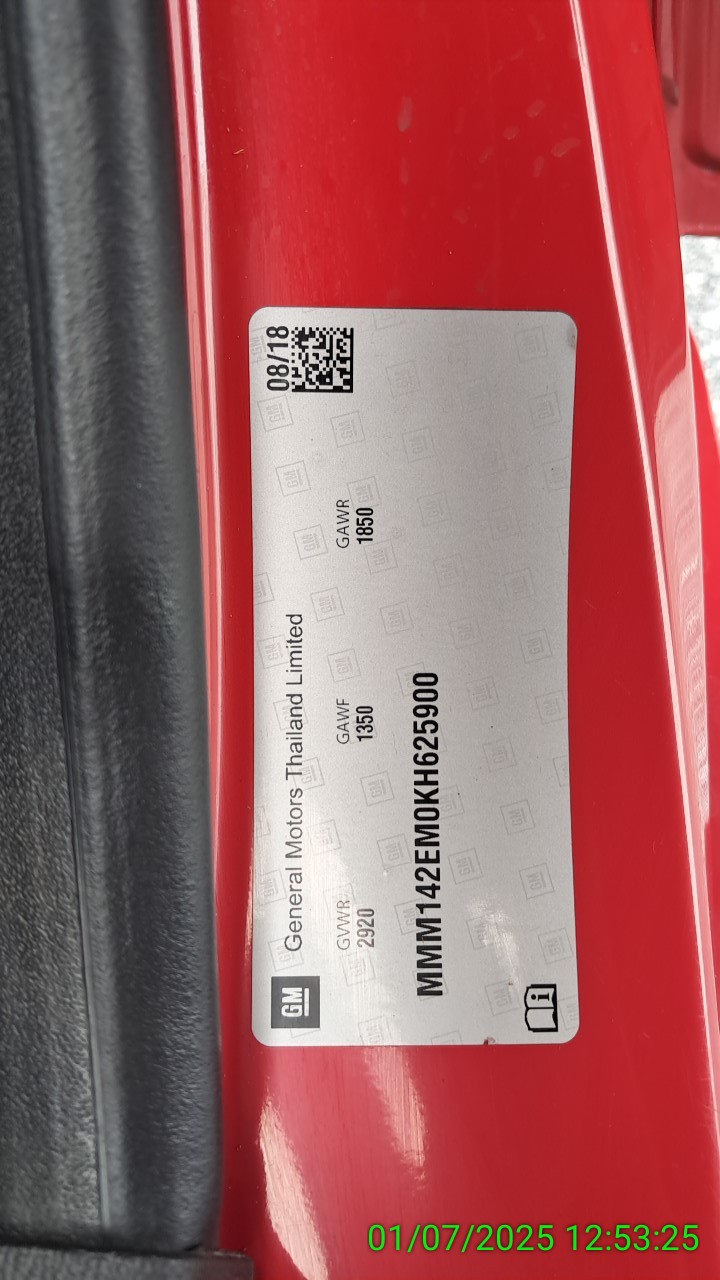 GM
General Motors Thailand Limited
08/18
GVWR
2920
GAWF
1350
GAWR
1850
MMM142EM0KH625900
01/07/2025 12:53:25